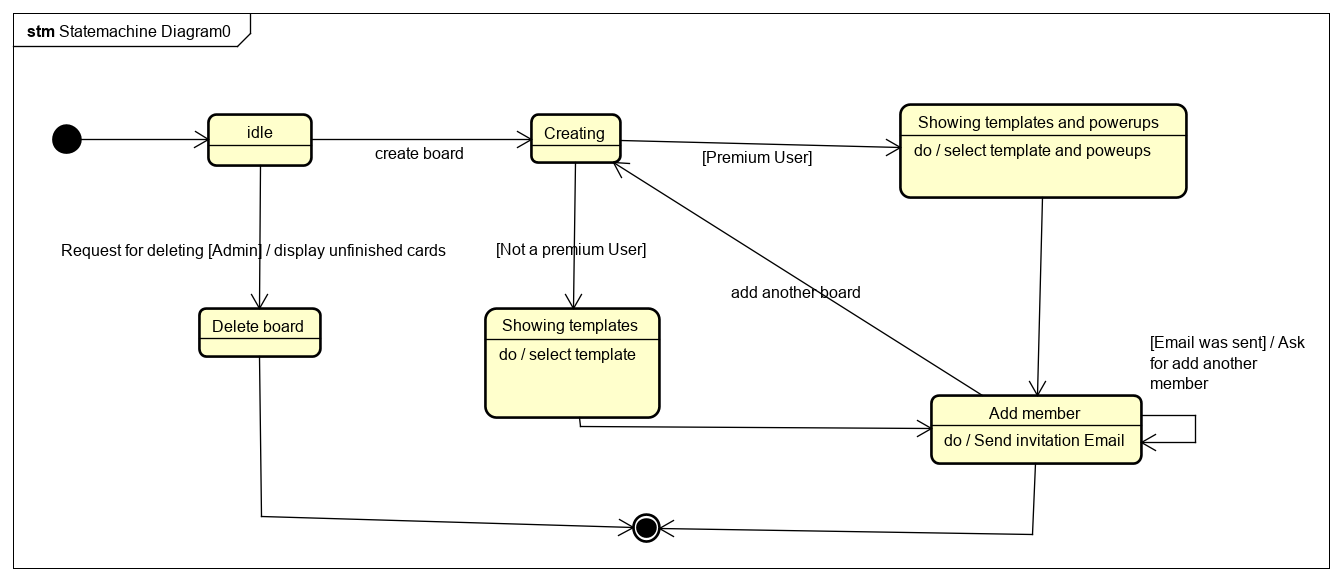 stm Statemachine Diagram0
idle
create board
Creating
[Premium User]
Showing templates and powerups
do / select template and poweups
Request for deleting [Admin] / display unfinished cards
[Not a premium User]
add another board
Delete board
Showing templates
do / select template
[Email was sent] / Ask
for add another
member
Add member
do / Send invitation Email